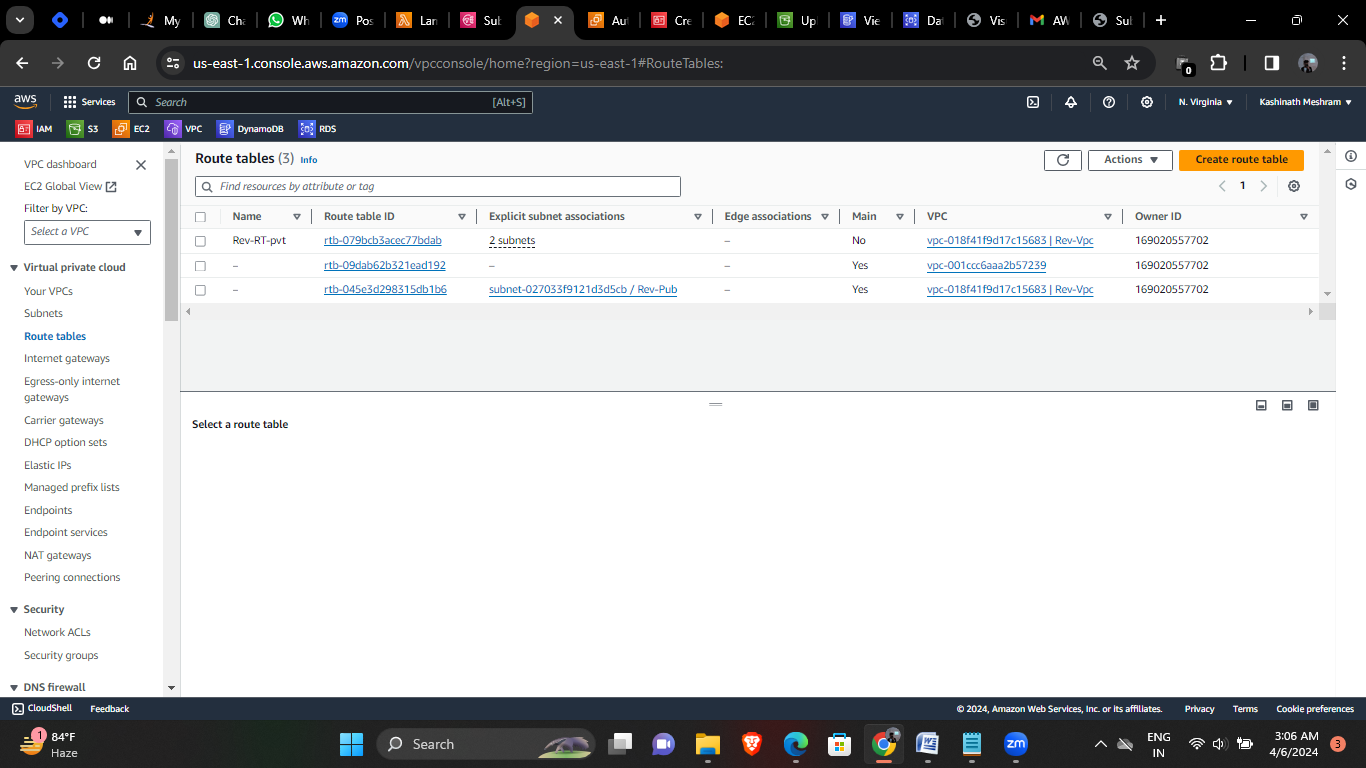 My
Cha
Wh
Pos
Lan
Sub
Aut
Cre
EC2
Up
Vie
Dat
Vis
AW
Sul
us-east-1.console.aws.amazon.com/vpcconsole/home?region=us-east-1#RouteTables:
0
aws Services Search [Alt+S] N. Virginia Kashinath Meshram
IAM S3 EC2 VPC DynamoDB RDS
VPC dashboard
EC2 Global View
Filter by VPC:
Select a VPC
Virtual private cloud
Your VPCs
Subnets
Route tables
Internet gateways
Egress-only internet
gateways
Carrier gateways
DHCP option sets
Elastic IPs
Managed prefix lists
Endpoints
Endpoint services
NAT gateways
Peering connections
Security
Network ACLs
Security groups
DNS firewall
Route tables (3) Info
Actions
Create route table
Find resources by attribute or tag
1
Name Route table ID Explicit subnet associations Edge associations Main VPC Owner ID
Rev-RT-pvt rtb-079bcb3acec77bdab 2 subnets – No vpc-018f41f9d17c15683 | Rev-Vpc 169020557702
– rtb-09dab62b321ead192 – – Yes vpc-001ccc6aaa2b57239 169020557702
– rtb-045e3d298315db1b6 subnet-027033f9121d3d5cb / Rev-Pub – Yes vpc-018f41f9d17c15683 | Rev-Vpc 169020557702
Select a route table
CloudShell Feedback © 2024, Amazon Web Services, Inc. or its affiliates. Privacy Terms Cookie preferences
1
84°F
Haze
Search
zm
ENG
IN
3:06 AM
4/6/2024
3